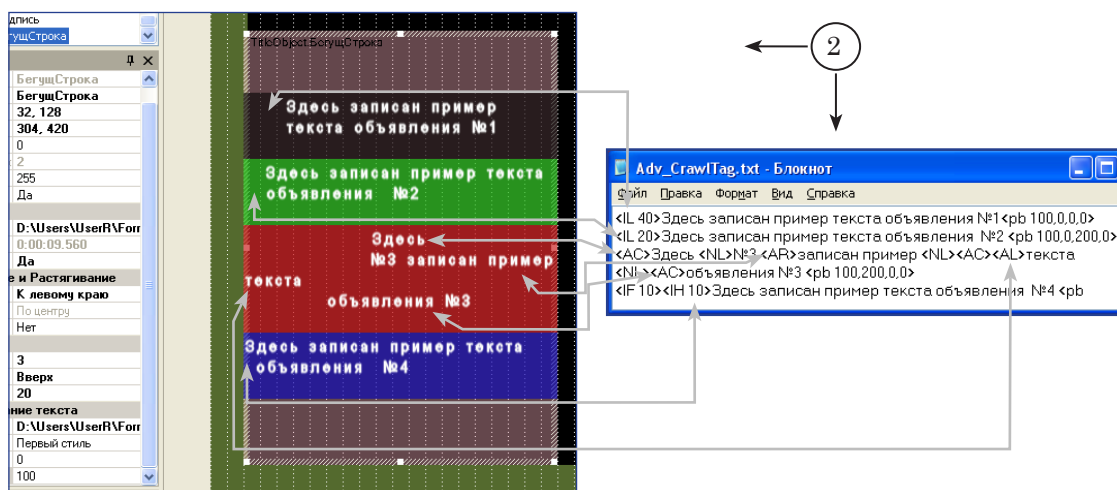 дпись
гущСтрока
БегущСтрока
БегущСтрока
32, 128
304, 420
0
2
255
Да
D:\Users\UserR\For
0:00:09.560
Да
е и Растягивание
К левому краю
По центру
Нет
3
Вверх
20
ние текста
D:\Users\UserR\For
Первый стиль
0
100
TitleObject БегущСтрока
Здесь записан пример
текста объявления №1
Здесь записан пример текста
объявления №2
Здесь
№3 записан пример
текста
объявления №3
Здесь записан пример текста
объявления №4
2
Adv_CrawlTag.txt - Блокнот
Файл Правка Формат Вид Справка
<IL 40>Здесь записан пример текста объявления №1<pb 100,0,0,0>
<IL 20>Здесь записан пример текста объявления №2 <pb 100,0,200,0>
<AC>Здесь <NL>№3 <AR>записан пример <NL><AC><AL>текста
<NL><AC>объявления №3 <pb 100,200,0,0>
<IF 10><IH 10>Здесь записан пример текста объявления №4 <pb